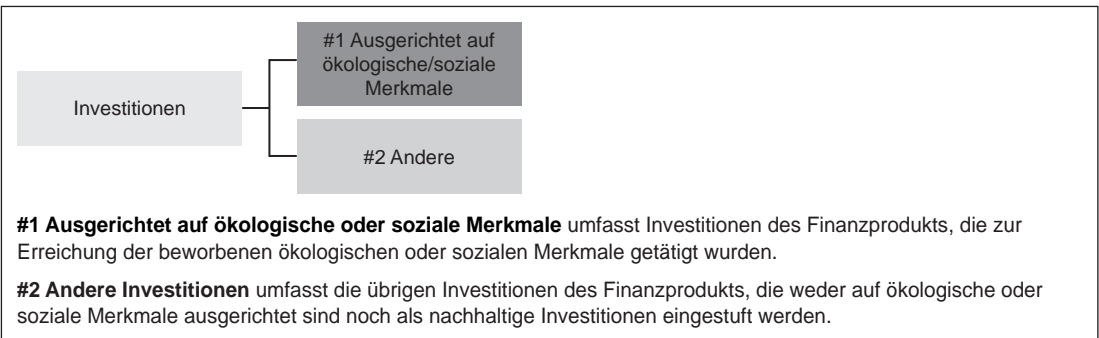 #1 Ausgerichtet auf
ökologische/soziale
Merkmale
Investitionen
#2 Andere
#1 Ausgerichtet auf ökologische oder soziale Merkmale umfasst Investitionen des Finanzprodukts, die zur
Erreichung der beworbenen ökologischen oder sozialen Merkmale getätigt wurden.
#2 Andere Investitionen umfasst die übrigen Investitionen des Finanzprodukts, die weder auf ökologische oder
soziale Merkmale ausgerichtet sind noch als nachhaltige Investitionen eingestuft werden.